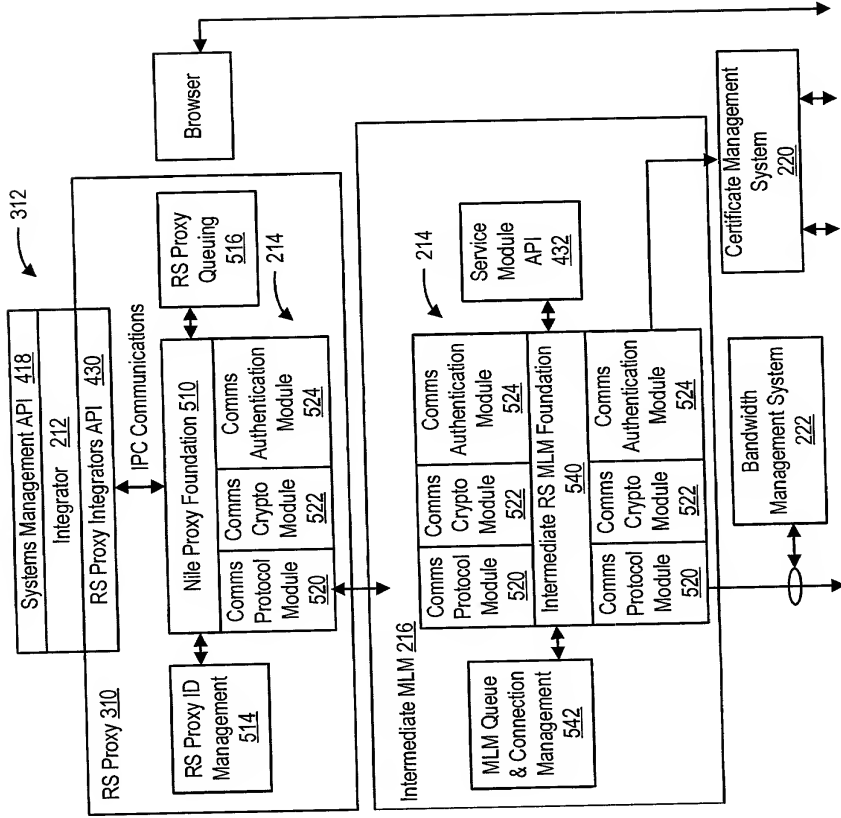 312
Systems Management API 418
Integrator 212
RS Proxy Integrators API 430
RS Proxy 310
IPC Communications
Browser
RS Proxy ID
Management
514
Nile Proxy Foundation 510
RS Proxy
Queuing
516
214
Comms
Protocol
Module
520
Comms
Crypto
Module
522
Comms
Authentication
Module
524
Intermediate MLM 216
214
Comms
Protocol
Module
520
Comms
Crypto
Module
522
Comms
Authentication
Module
524
MLM Queue
& Connection
Management
542
Intermediate RS MLM Foundation
540
Service
Module
API
432
Comms
Protocol
Module
520
Comms
Crypto
Module
522
Comms
Authentication
Module
524
Bandwidth
Management System
222
Certificate Management
System
220